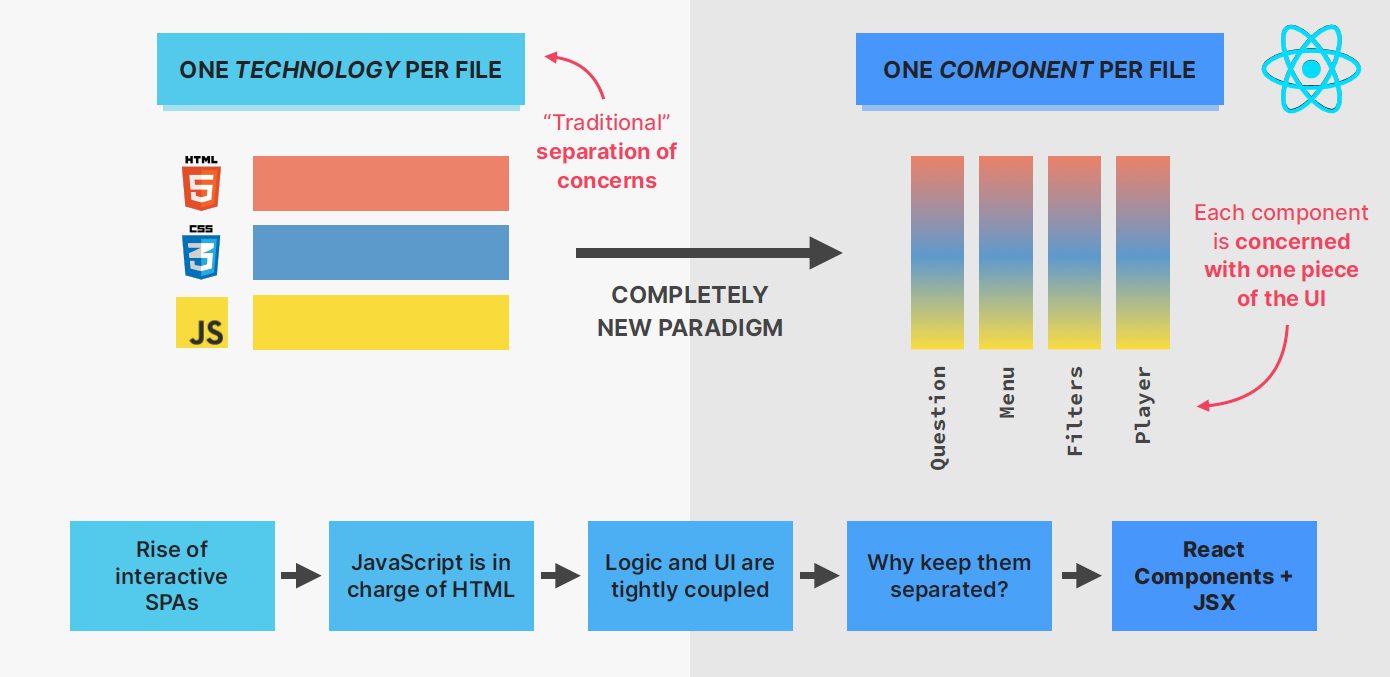 ONE TECHNOLOGY PER FILE
“Traditional”
separation of
concerns
HTML
5
CSS
3
JS
COMPLETELY
NEW PARADIGM
ONE COMPONENT PER FILE
Question
Menu
Filters
Player
Each component
is concerned
with one piece
of the UI
Rise of
interactive
SPAs
JavaScript is in
charge of HTML
Logic and UI are
tightly coupled
Why keep them
separated?
React
Components +
JSX